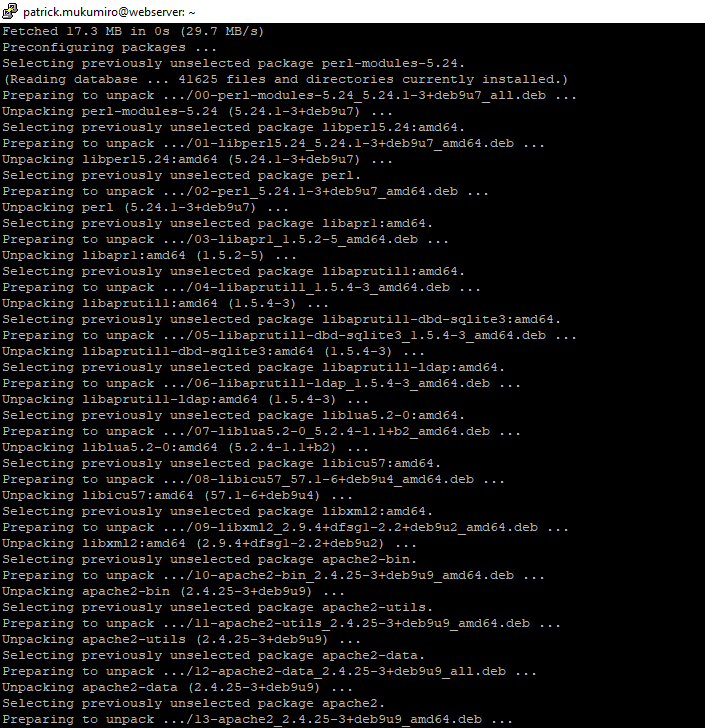 patrick.mukumiro@webserver: ~
Fetched 17.3 MB in 0s (29.7 MB/s)
Preconfiguring packages ...
Selecting previously unselected package perl-modules-5.24.
(Reading database ... 41625 files and directories currently installed.)
Preparing to unpack .../00-perl-modules-5.24_5.24.1-3+deb9u7_all.deb ...
Unpacking perl-modules-5.24 (5.24.1-3+deb9u7) ...
Selecting previously unselected package libperl5.24:amd64.
Preparing to unpack .../01-libperl5.24_5.24.1-3+deb9u7_amd64.deb ...
Unpacking libperl5.24:amd64 (5.24.1-3+deb9u7) ...
Selecting previously unselected package perl.
Preparing to unpack .../02-perl_5.24.1-3+deb9u7_amd64.deb ...
Unpacking perl (5.24.1-3+deb9u7) ...
Selecting previously unselected package libapr1:amd64.
Preparing to unpack .../03-libapr1_1.5.2-5_amd64.deb ...
Unpacking libapr1:amd64 (1.5.2-5) ...
Selecting previously unselected package libaprutil1:amd64.
Preparing to unpack .../04-libaprutil1_1.5.4-3_amd64.deb ...
Unpacking libaprutil1:amd64 (1.5.4-3) ...
Selecting previously unselected package libaprutil1-dbd-sqlite3:amd64.
Preparing to unpack .../05-libaprutil1-dbd-sqlite3_1.5.4-3_amd64.deb ...
Unpacking libaprutil1-dbd-sqlite3:amd64 (1.5.4-3) ...
Selecting previously unselected package libaprutil1-ldap:amd64.
Preparing to unpack .../06-libaprutil1-ldap_1.5.4-3_amd64.deb ...
Unpacking libaprutil1-ldap:amd64 (1.5.4-3) ...
Selecting previously unselected package liblua5.2-0:amd64.
Preparing to unpack .../07-liblua5.2-0_5.2.4-1.1+b2_amd64.deb ...
Unpacking liblua5.2-0:amd64 (5.2.4-1.1+b2) ...
Selecting previously unselected package libicu57:amd64.
Preparing to unpack .../08-libicu57_57.1-6+deb9u4_amd64.deb ...
Unpacking libicu57:amd64 (57.1-6+deb9u4) ...
Selecting previously unselected package libxml2:amd64.
Preparing to unpack .../09-libxml2_2.9.4+dfsg1-2.2+deb9u2_amd64.deb ...
Unpacking libxml2:amd64 (2.9.4+dfsg1-2.2+deb9u2) ...
Selecting previously unselected package apache2-bin.
Preparing to unpack .../10-apache2-bin_2.4.25-3+deb9u9_amd64.deb ...
Unpacking apache2-bin (2.4.25-3+deb9u9) ...
Selecting previously unselected package apache2-utils.
Preparing to unpack .../11-apache2-utils_2.4.25-3+deb9u9_amd64.deb ...
Unpacking apache2-utils (2.4.25-3+deb9u9) ...
Selecting previously unselected package apache2-data.
Preparing to unpack .../12-apache2-data_2.4.25-3+deb9u9_all.deb ...
Unpacking apache2-data (2.4.25-3+deb9u9) ...
Selecting previously unselected package apache2.
Preparing to unpack .../13-apache2_2.4.25-3+deb9u9_amd64.deb ...